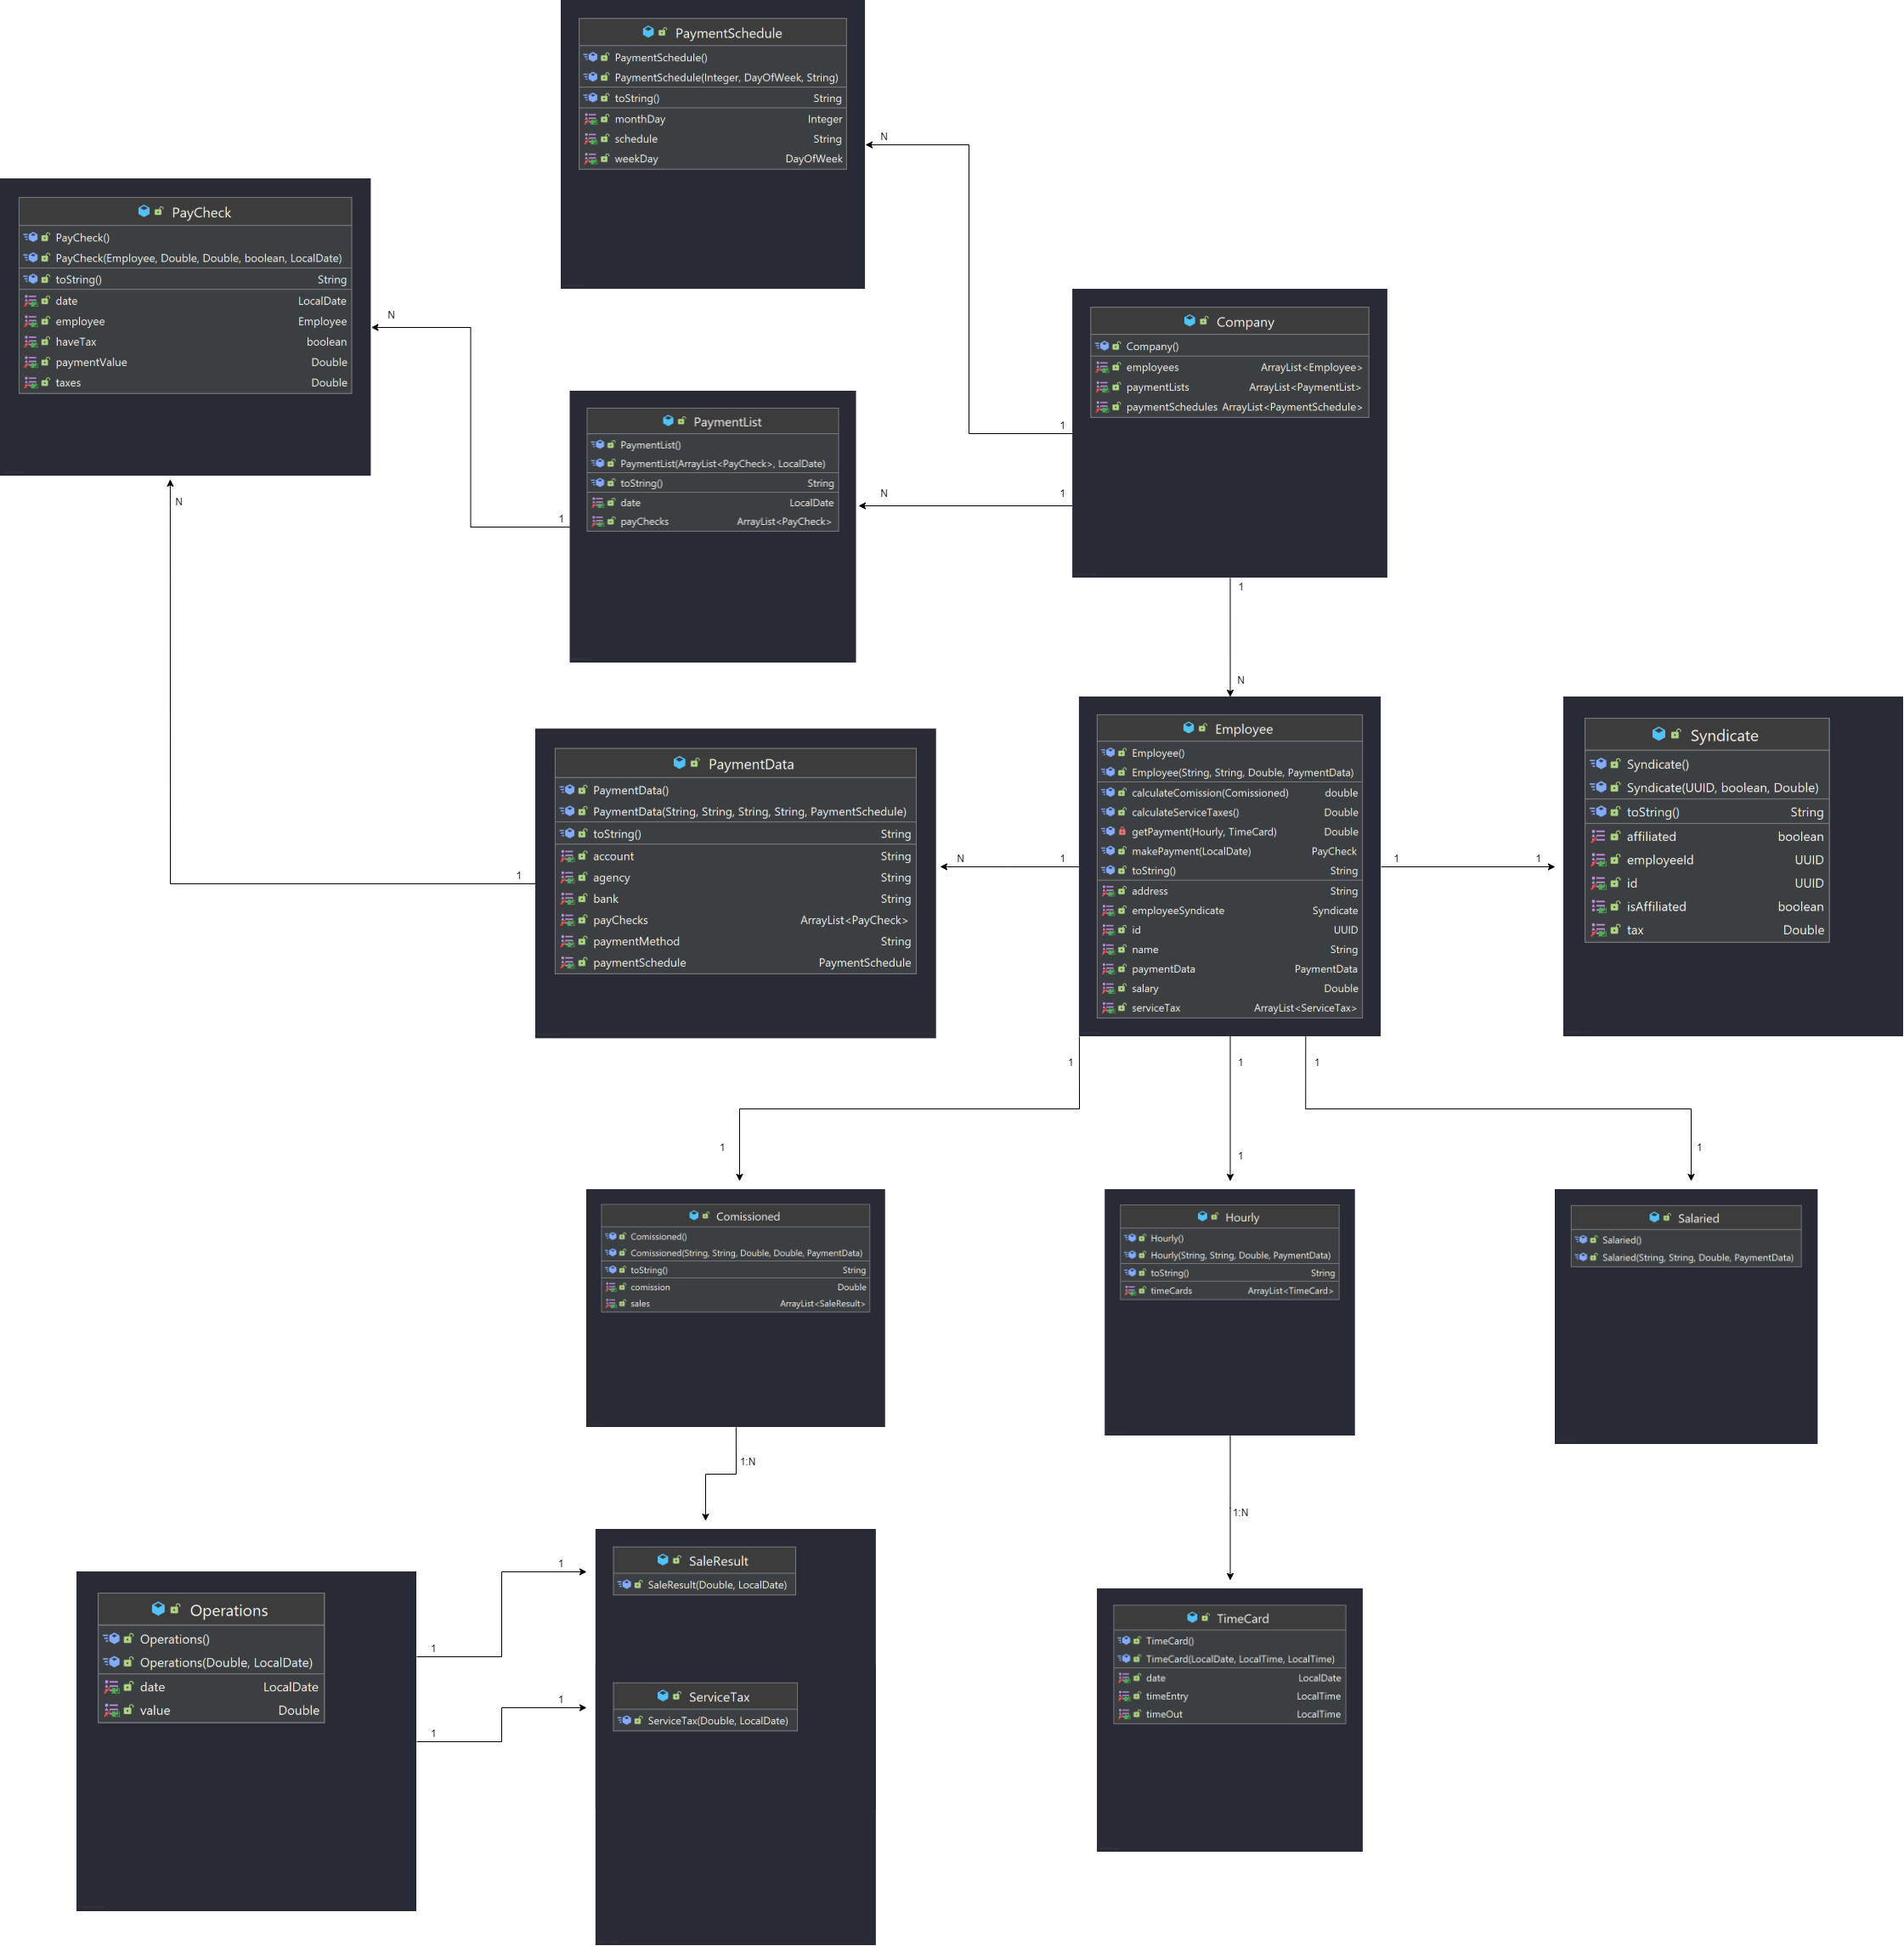 PaymentSchedule
PaymentSchedule()
PaymentSchedule(Integer, DayOfWeek, String)
toString() String
monthDay Integer
schedule String
weekDay DayOfWeek
N
PayCheck
PayCheck()
PayCheck(Employee, Double, Double, boolean, LocalDate)
toString() String
date LocalDate
employee Employee
haveTax boolean
paymentValue Double
taxes Double
N
N
Company
Company()
employees ArrayList<Employee>
paymentLists ArrayList<PaymentList>
paymentSchedules ArrayList<PaymentSchedule>
1
1
1
N
PaymentList
PaymentList()
PaymentList(ArrayList<PayCheck>, LocalDate)
toString() String
date LocalDate
payChecks ArrayList<PayCheck>
N
1
PaymentData
PaymentData()
PaymentData(String, String, String, String, PaymentSchedule)
toString() String
account String
agency String
bank String
payChecks ArrayList<PayCheck>
paymentMethod String
paymentSchedule PaymentSchedule
1
N
1
Employee
Employee()
Employee(String, String, Double, PaymentData)
calculateComission(Comissioned) double
calculateServiceTaxes() Double
getPayment(Hourly, TimeCard) Double
makePayment(LocalDate) PayCheck
toString() String
address String
employeeSyndicate Syndicate
id UUID
name String
paymentData PaymentData
salary Double
serviceTax ArrayList<ServiceTax>
1
1
Syndicate
Syndicate()
Syndicate(UUID, boolean, Double)
toString() String
affiliated boolean
employeeId UUID
id UUID
isAffiliated boolean
tax Double
1
1
1
1
1
1
Comissioned
Comissioned()
Comissioned(String, String, Double, Double, PaymentData)
toString() String
comission Double
sales ArrayList<SaleResult>
Hourly
Hourly()
Hourly(String, String, Double, PaymentData)
toString() String
timeCards ArrayList<TimeCard>
Salaried
Salaried()
Salaried(String, String, Double, PaymentData)
1:N
1:N
Operations
Operations()
Operations(Double, LocalDate)
date LocalDate
value Double
1
1
1
1
SaleResult
SaleResult(Double, LocalDate)
ServiceTax
ServiceTax(Double, LocalDate)
TimeCard
TimeCard()
TimeCard(LocalDate, LocalTime, LocalTime)
date LocalDate
timeEntry LocalTime
timeOut LocalTime